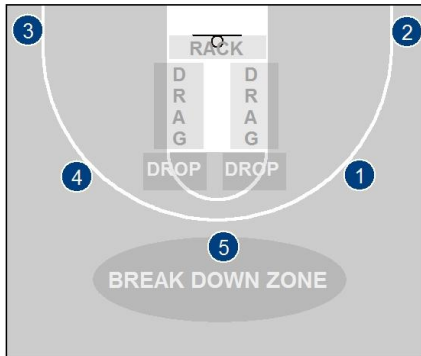 3
2
RACK
D D
R R
A A
G G
DROP DROP
4
1
5
BREAK DOWN ZONE